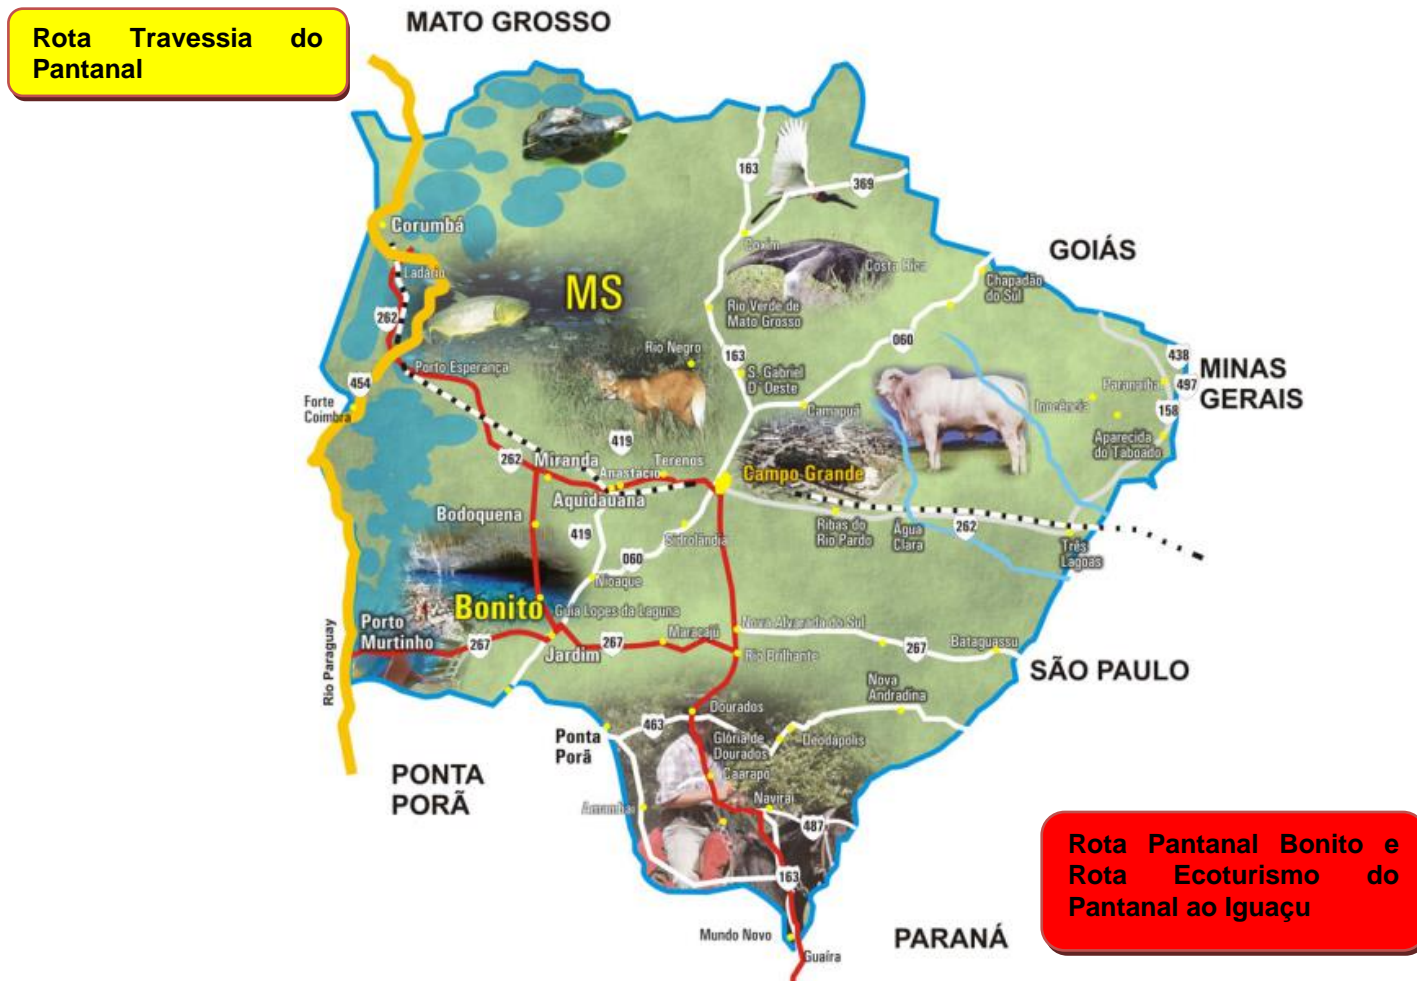 MATO GROSSO
Rota Travessia do
Pantanal
163
369
Corumbá
Coxim
Costa Rica
GOIÁS
Ladário
Chapadão
do Sul
MS
Rio Verde de
Mato Grosso
262
060
Rio Negro
163
438
Porto Esperança
S. Gabriel
D´Oeste
MINAS
GERAIS
454
Paranaíba
497
Forte
Coimbra
Inocência
Camapuã
158
419
Aparecida
do Taboado
262
Miranda
Terenos
Anastácio
Campo Grande
Aquidauana
Bodoquena
419
Ribas do
Rio Pardo
Água
Clara
262
Sidrolândia
Três
Lagoas
060
Nioaque
Bonito
Guia Lopes da Laguna
Porto
Murtinho
Nova Alvarada do Sul
267
Jardim
267
Maracajú
Rio Brilhante
267
Bataguassu
SÃO PAULO
Rio Paraguay
Nova
Andradina
Dourados
463
Ponta
Porã
Glória de
Dourados
Deodápolis
PONTA
PORÃ
Caarapo
Amambai
Navirai
487
163
Rota Pantanal Bonito e
Rota Ecoturismo do
Pantanal ao Iguaçu
Mundo Novo
PARANÁ
Guaíra